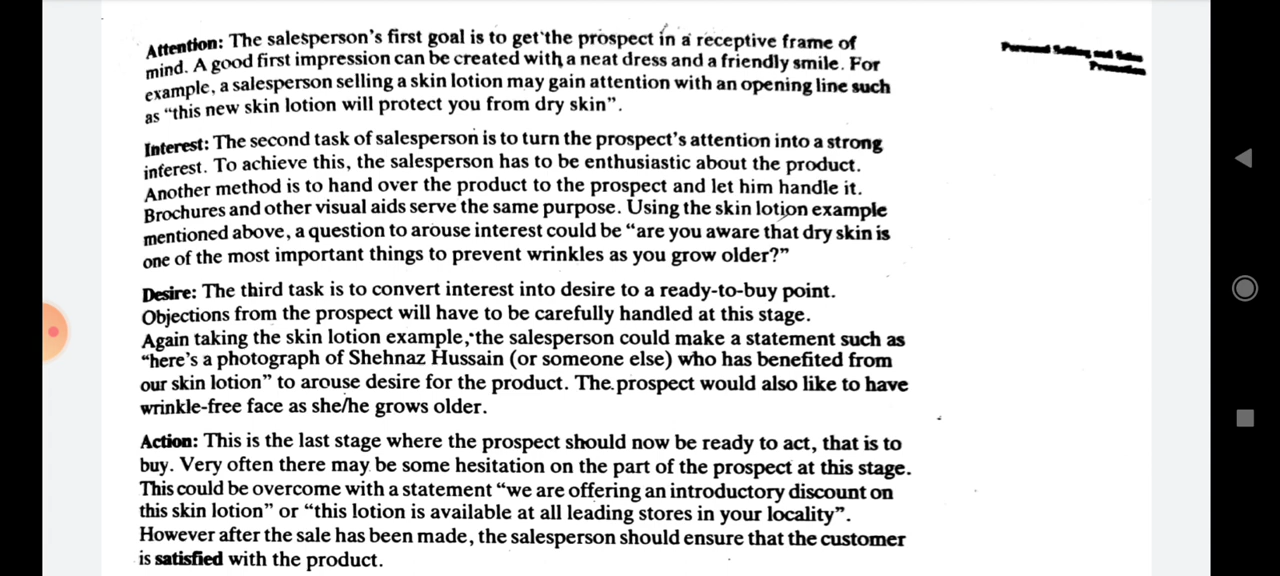 Attention: The salesperson's first goal is to get the prospect in a receptive frame of
mind. A good first impression can be created with a neat dress and a friendly smile. For
example, a salesperson selling a skin lotion may gain attention with an opening line such
as "this new skin lotion will protect you from dry skin".
Personal Selling and Sales
Promotion
Interest: The second task of salesperson is to turn the prospect's attention into a strong
inferest. To achieve this, the salesperson has to be enthusiastic about the product.
Another method is to hand over the product to the prospect and let him handle it.
Brochures and other visual aids serve the same purpose. Using the skin lotion example
mentioned above, a question to arouse interest could be "are you aware that dry skin is
one of the most important things to prevent wrinkles as you grow older?"
Desire: The third task is to convert interest into desire to a ready-to-buy point.
Objections from the prospect will have to be carefully handled at this stage.
Again taking the skin lotion example, the salesperson could make a statement such as
"here's a photograph of Shehnaz Hussain (or someone else) who has benefited from
our skin lotion" to arouse desire for the product. The prospect would also like to have
wrinkle-free face as she/he grows older.
Action: This is the last stage where the prospect should now be ready to act, that is to
buy. Very often there may be some hesitation on the part of the prospect at this stage.
This could be overcome with a statement "we are offering an introductory discount on
this skin lotion" or "this lotion is available at all leading stores in your locality".
However after the sale has been made, the salesperson should ensure that the customer
is satisfied with the product.